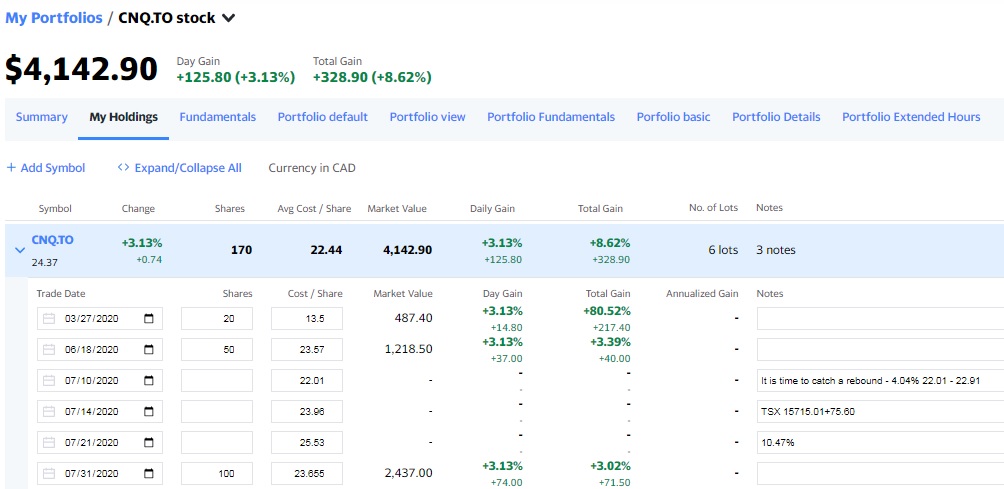 My Portfolios / CNQ.TO stock
$4,142.90 Day Gain +125.80 (+3.13%) Total Gain +328.90 (+8.62%)
Summary My Holdings Fundamentals Portfolio default Portfolio view Portfolio Fundamentals Porfolio basic Portfolio Details Portfolio Extended Hours
+ Add Symbol <> Expand/Collapse All Currency in CAD
Symbol Change Shares Avg Cost / Share Market Value Daily Gain Total Gain No. of Lots Notes
CNQ.TO +3.13% 170 22.44 4,142.90 +3.13% +8.62% 6 lots 3 notes
24.37 +0.74 +125.80 +328.90
Trade Date Shares Cost / Share Market Value Day Gain Total Gain Annualized Gain Notes
03/27/2020 20 13.5 487.40 +3.13% +80.52% -
+14.80 +217.40
06/18/2020 50 23.57 1,218.50 +3.13% +3.39% -
+37.00 +40.00
07/10/2020 22.01 - - - - It is time to catch a rebound - 4.04% 22.01 - 22.91
- -
07/14/2020 23.96 - - - - TSX 15715.01+75.60
- -
07/21/2020 25.53 - - - - 10.47%
- -
07/31/2020 100 23.655 2,437.00 +3.13% +3.02% -
+74.00 +71.50